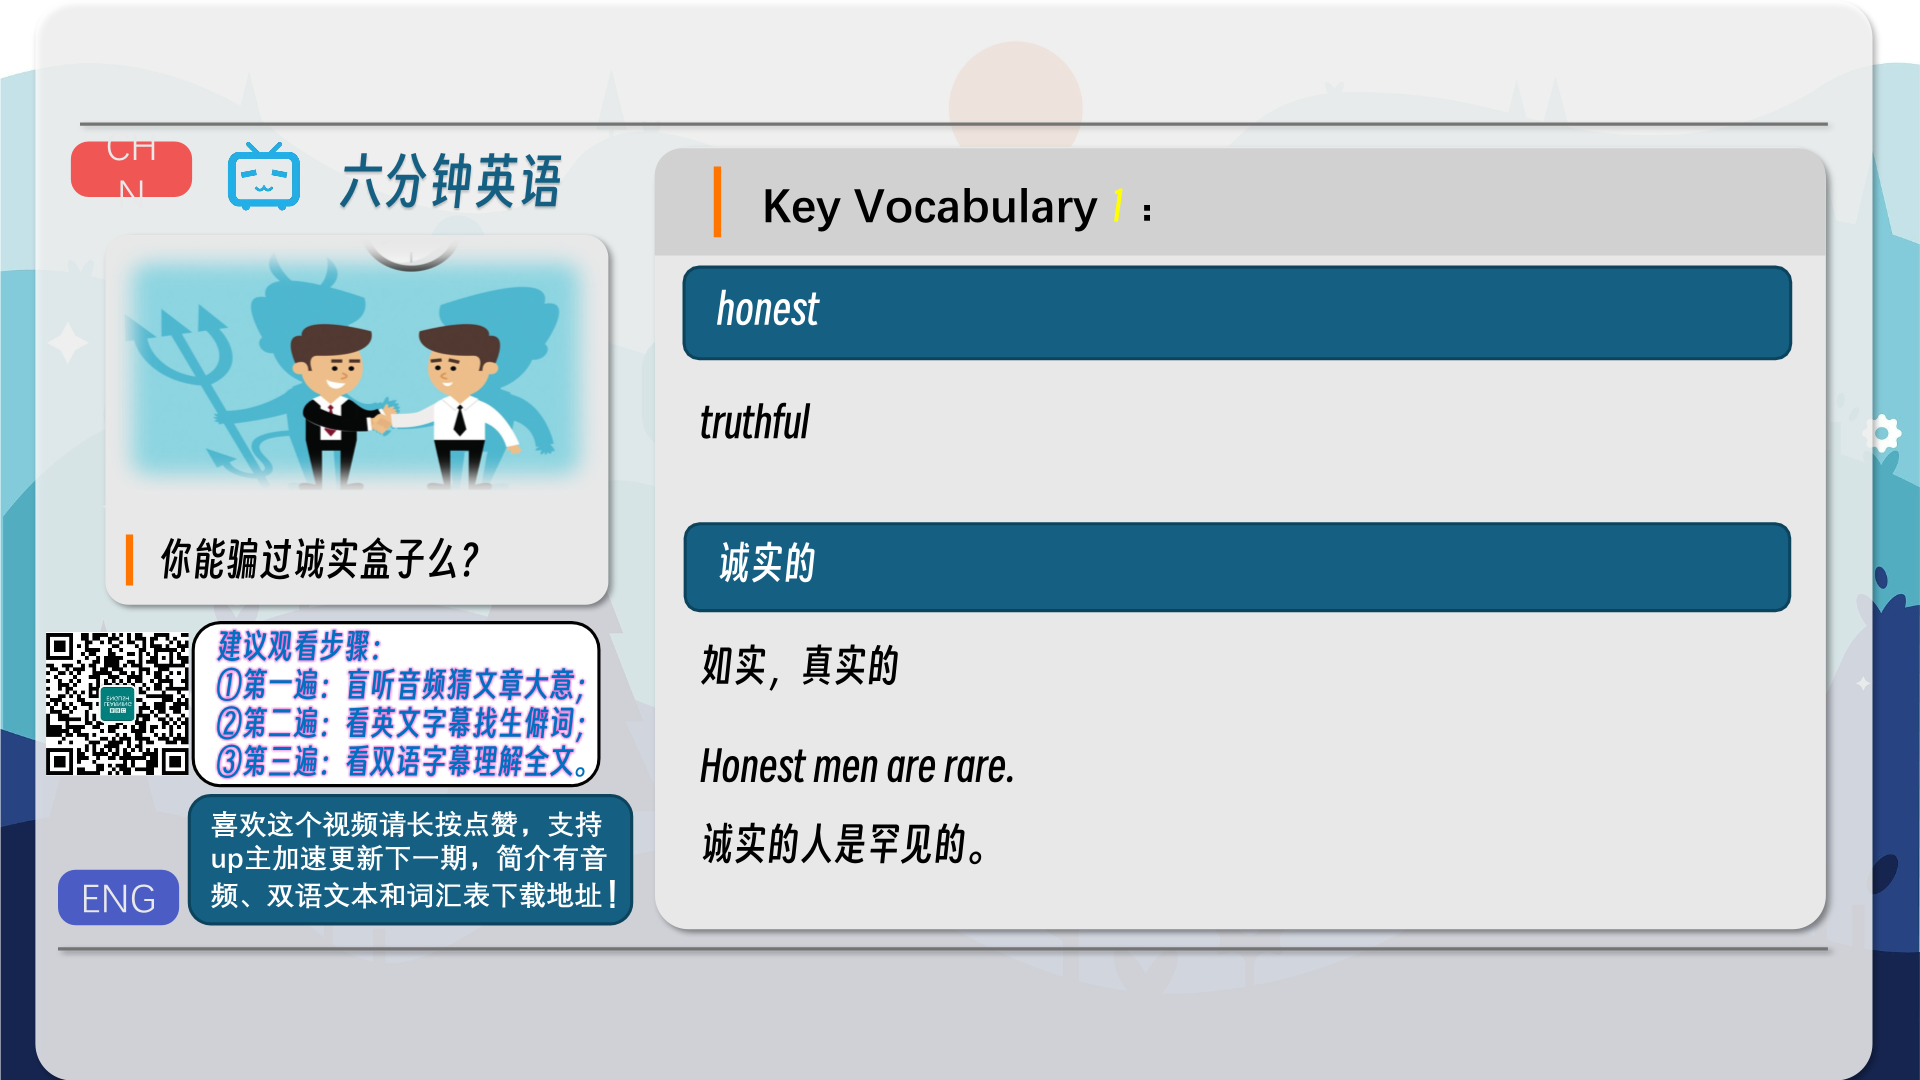 CHN
六分钟英语
你能骗过诚实盒子么?
建议观看步骤:
①第一遍:盲听音频猜文章大意;
②第二遍:看英文字幕找生僻词;
③第三遍:看双语字幕理解全文。
喜欢这个视频请长按点赞,支持
up主加速更新下一期,简介有音
频、双语文本和词汇表下载地址!
ENG
Key Vocabulary 1:
honest
truthful
诚实的
如实,真实的
Honest men are rare.
诚实的人是罕见的。